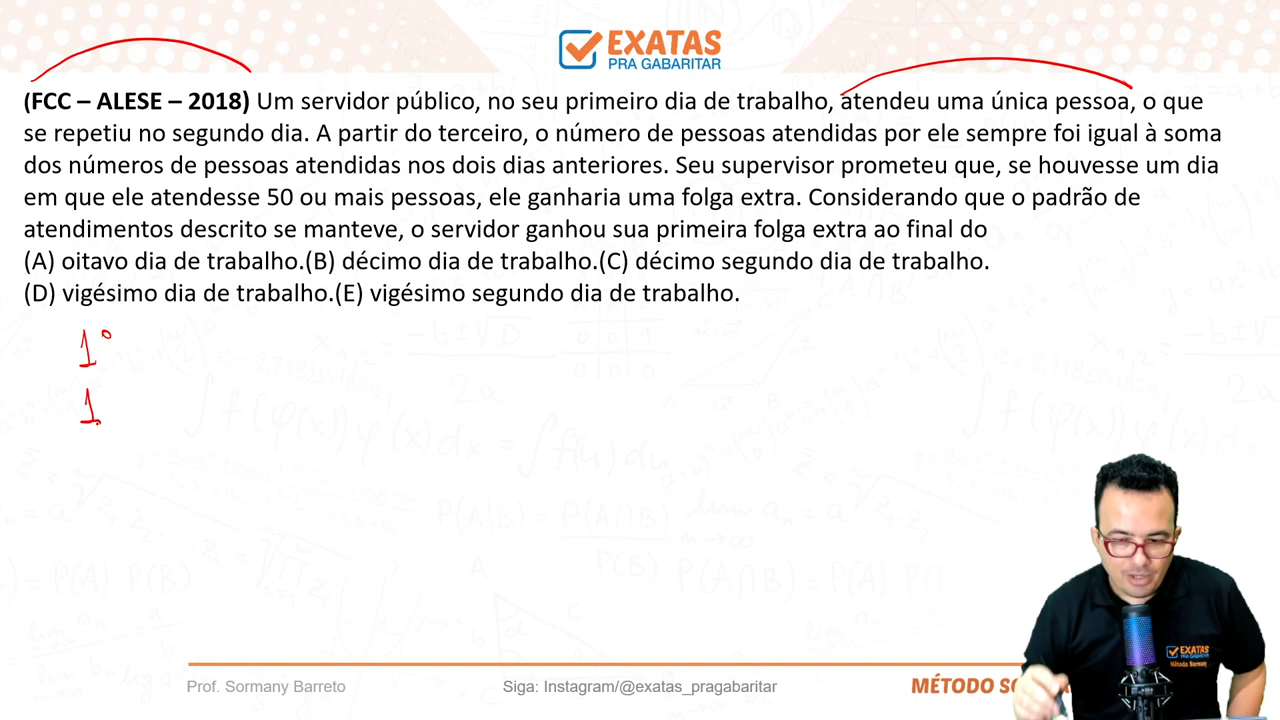 EXATAS
PRA GABARITAR
(FCC – ALESE – 2018) Um servidor público, no seu primeiro dia de trabalho, atendeu uma única pessoa, o que
se repetiu no segundo dia. A partir do terceiro, o número de pessoas atendidas por ele sempre foi igual à soma
dos números de pessoas atendidas nos dois dias anteriores. Seu supervisor prometeu que, se houvesse um dia
em que ele atendesse 50 ou mais pessoas, ele ganharia uma folga extra. Considerando que o padrão de
atendimentos descrito se manteve, o servidor ganhou sua primeira folga extra ao final do
(A) oitavo dia de trabalho.(B) décimo dia de trabalho.(C) décimo segundo dia de trabalho.
(D) vigésimo dia de trabalho.(E) vigésimo segundo dia de trabalho.
1°
1
EXATAS
PRA GABARITAR
Método Sormany
Prof. Sormany Barreto
Siga: Instagram/@exatas_pragabaritar
MÉTODO